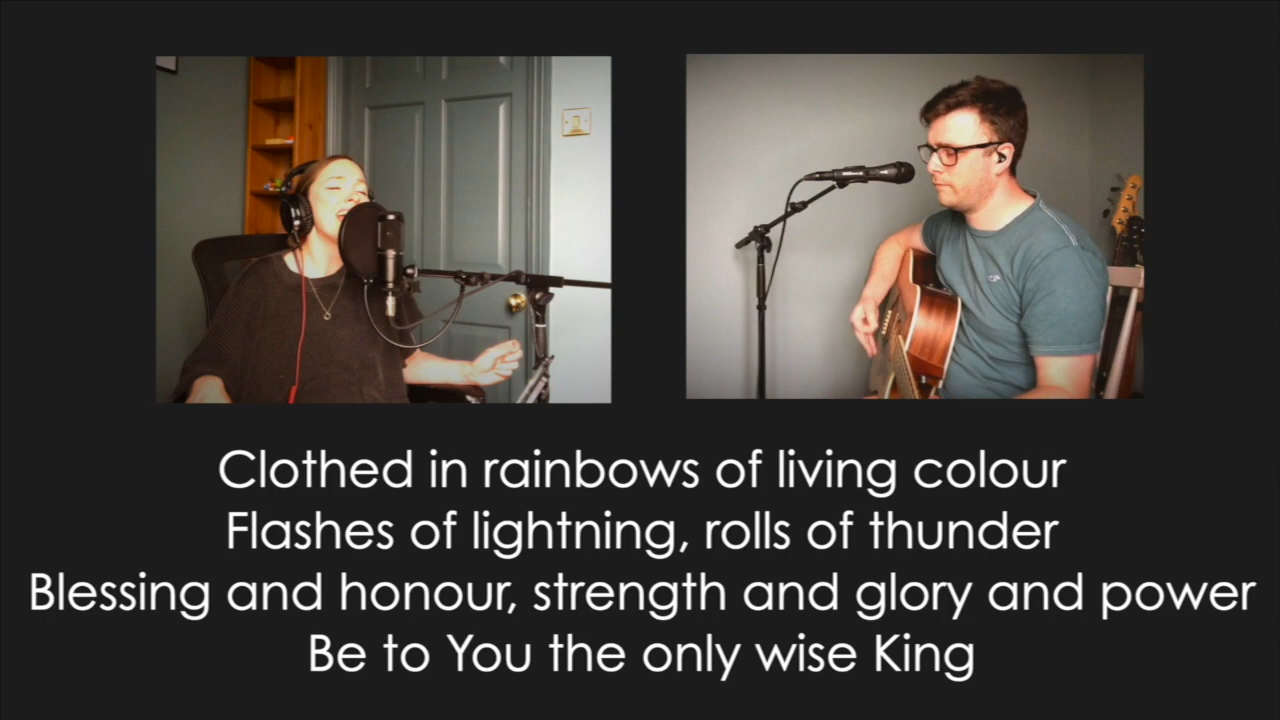 Clothed in rainbows of living colour
Flashes of lightning, rolls of thunder
Blessing and honour, strength and glory and power
Be to You the only wise King